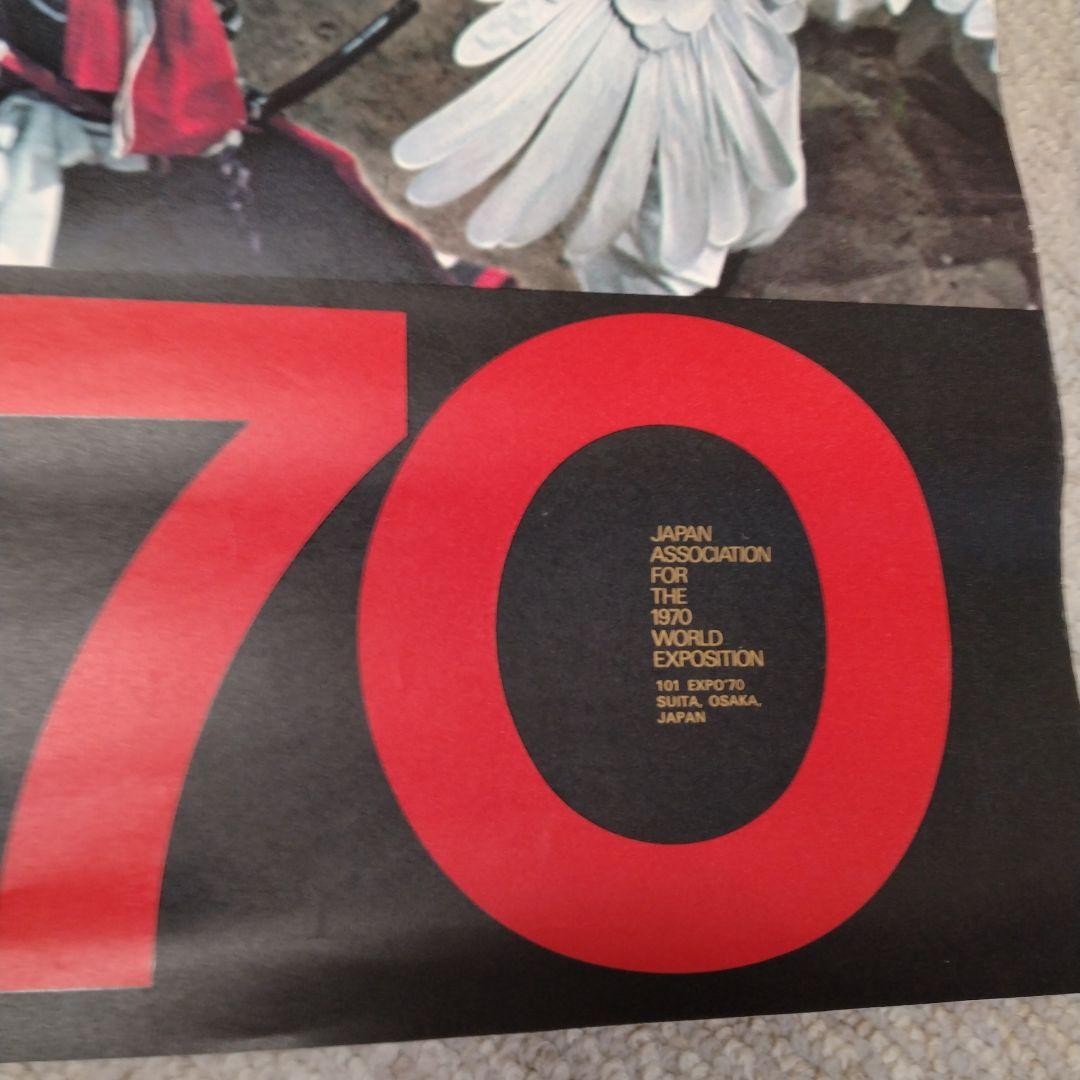 70
JAPAN
ASSOCIATION
FOR
THE
1970
WORLD
EXPOSITION
101 EXPO'70
SUITA, OSAKA,
JAPAN